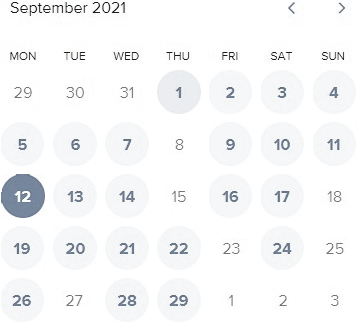 September 2021
MON TUE WED THU FRI SAT SUN
29 30 31 1 2 3 4
5 6 7 8 9 10 11
12 13 14 15 16 17 18
19 20 21 22 23 24 25
26 27 28 29 1 2 3